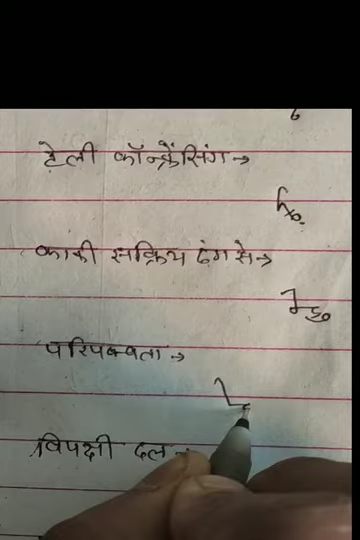 टेली कॉन्फ्रेंसिंग →
काफी सक्रिय ढंग से →
परिपक्वता →
विपक्षी दल →